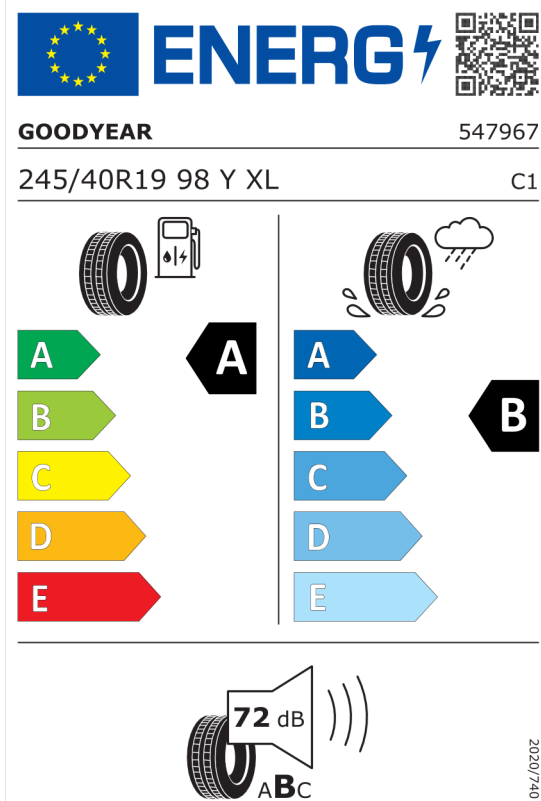 ENERG
GOODYEAR 547967
245/40R19 98 Y XL C1
A A A
B B B
C C
D D
E E
72 dB
ABC
2020/740